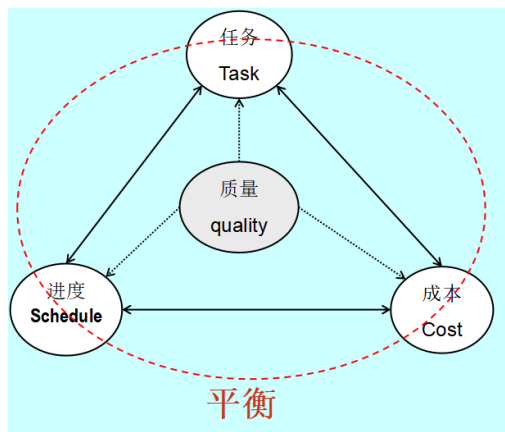 任务
Task
质量
quality
进度
Schedule
成本
Cost
平衡